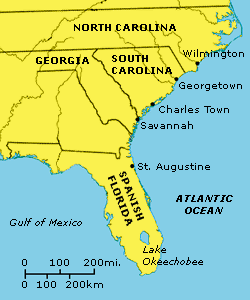 NORTH CAROLINA
Wilmington
GEORGIA
SOUTH
CAROLINA
Georgetown
Charles Town
Savannah
St. Augustine
SPANISH
FLORIDA
ATLANTIC
OCEAN
Gulf of Mexico
Lake
Okeechobee
0 100 200mi.
0 100 200km